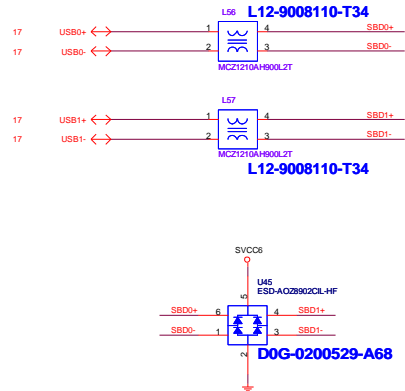 L56 L12-9008110-T34
17 USB0+ 1 4 SBD0+
17 USB0- 2 3 SBD0-
MCZ1210AH900L2T
L57
17 USB1+ 1 4 SBD1+
17 USB1- 2 3 SBD1-
MCZ1210AH900L2T
L12-9008110-T34
SVCC6
U45
ESD-AOZ8902CIL-HF
5
SBD0+ 6 4 SBD1+
SBD0- 1 3 SBD1-
2 D0G-0200529-A68